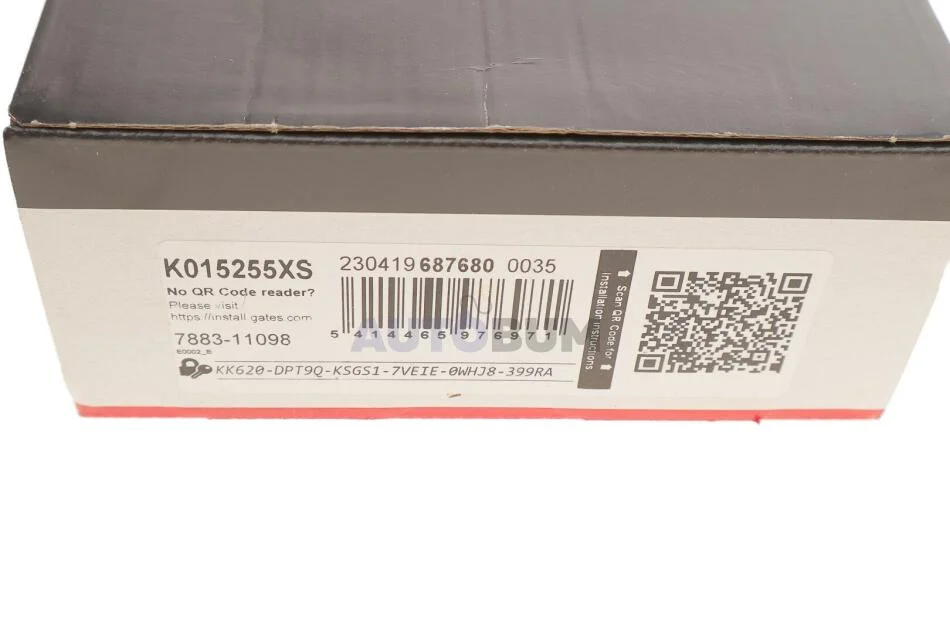 K015255XS
No QR Code reader?
Please visit
https://install.gates.com
7883-11098
E0002_B
230419 687680 0035
5 414465 976971
KK620-DPT9Q-KSGS1-7VEIE-0WHJ8-399RA
Scan QR Code for
installation instructions
AUTOBUM